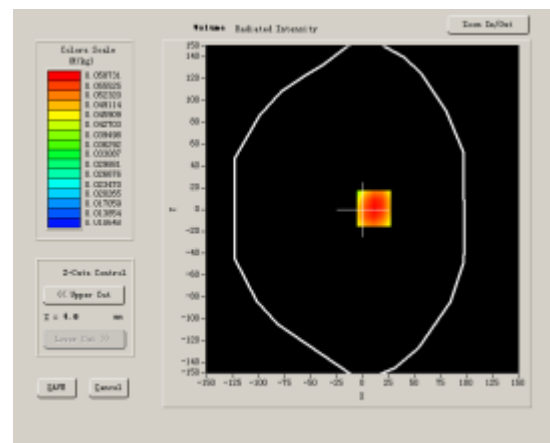 Volume Radiated Intensity
Zoom In/Out
Colors Scale
(W/kg)
0.058731
0.055525
0.052320
0.049114
0.045909
0.042703
0.039498
0.036292
0.033087
0.029881
0.026676
0.023470
0.020265
0.017059
0.013854
0.010648
Z-Cuts Control
<< Upper Cut
Z = 4.0 mm
Lower Cut >>
SAVE Cancel
150
140
120
100
80
60
40
20
0
-20
-40
-60
-80
-100
-120
-140
-150
Y
-150 -125 -100 -75 -50 -25 0 25 50 75 100 125 150
X